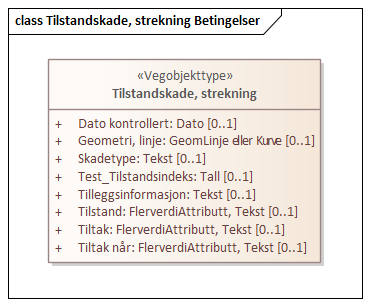 class Tilstandskade, strekning Betingelser
«Vegobjekttype»
Tilstandskade, strekning
+ Dato kontrollert: Dato [0..1]
+ Geometri, linje: GeomLinje eller Kurve [0..1]
+ Skadetype: Tekst [0..1]
+ Test_Tilstandsindeks: Tall [0..1]
+ Tilleggsinformasjon: Tekst [0..1]
+ Tilstand: FlerverdiAttributt, Tekst [0..1]
+ Tiltak: FlerverdiAttributt, Tekst [0..1]
+ Tiltak når: FlerverdiAttributt, Tekst [0..1]